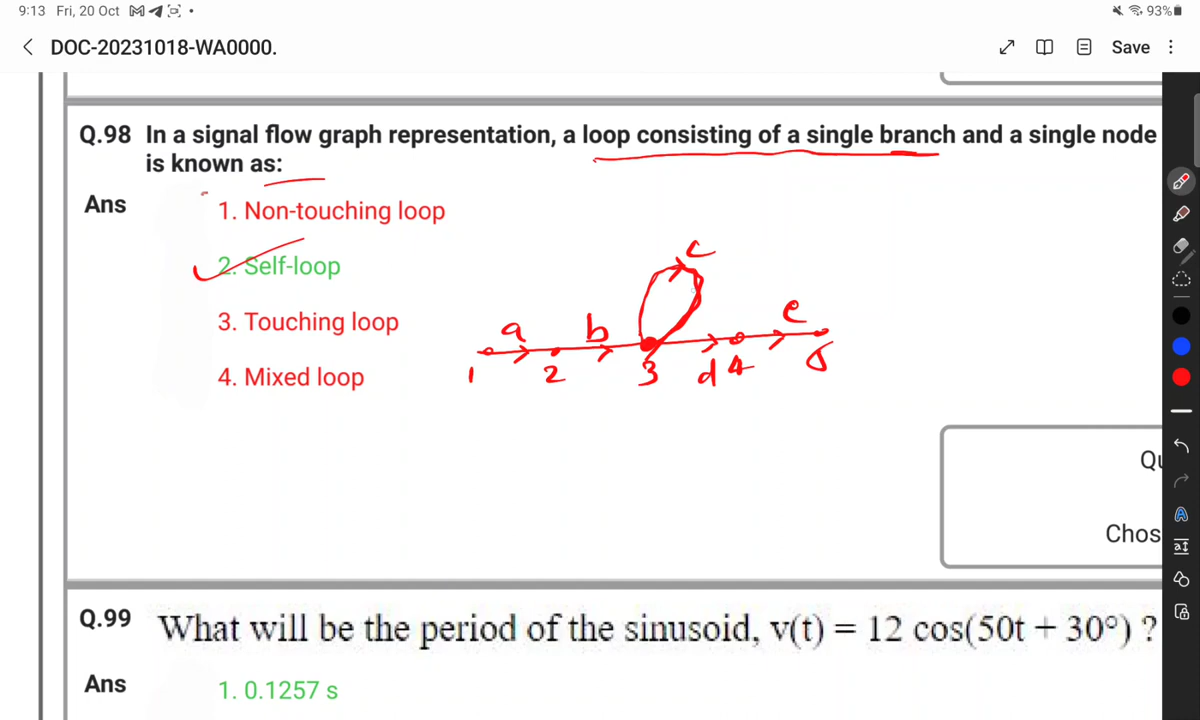 9:13 Fri, 20 Oct
93%
DOC-20231018-WA0000.
Save
Q.98 In a signal flow graph representation, a loop consisting of a single branch and a single node
is known as:
Ans
1. Non-touching loop
2. Self-loop
3. Touching loop
4. Mixed loop
c
a b e
1 2 3 d 4 5
Qu
Chos
Q.99 What will be the period of the sinusoid, v(t) = 12 cos(50t + 30°) ?
Ans 1. 0.1257 s